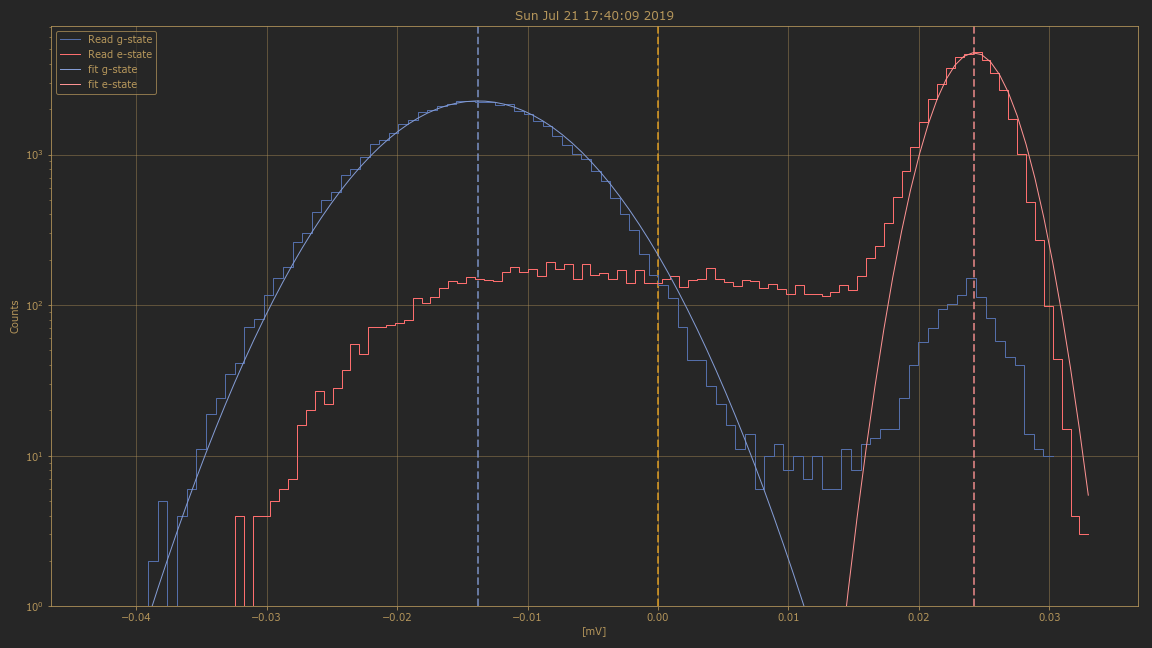 Sun Jul 21 17:40:09 2019
Read g-state
Read e-state
fit g-state
fit e-state
Counts
10³
10²
10¹
10⁰
−0.04 −0.03 −0.02 −0.01 0.00 0.01 0.02 0.03
[mV]